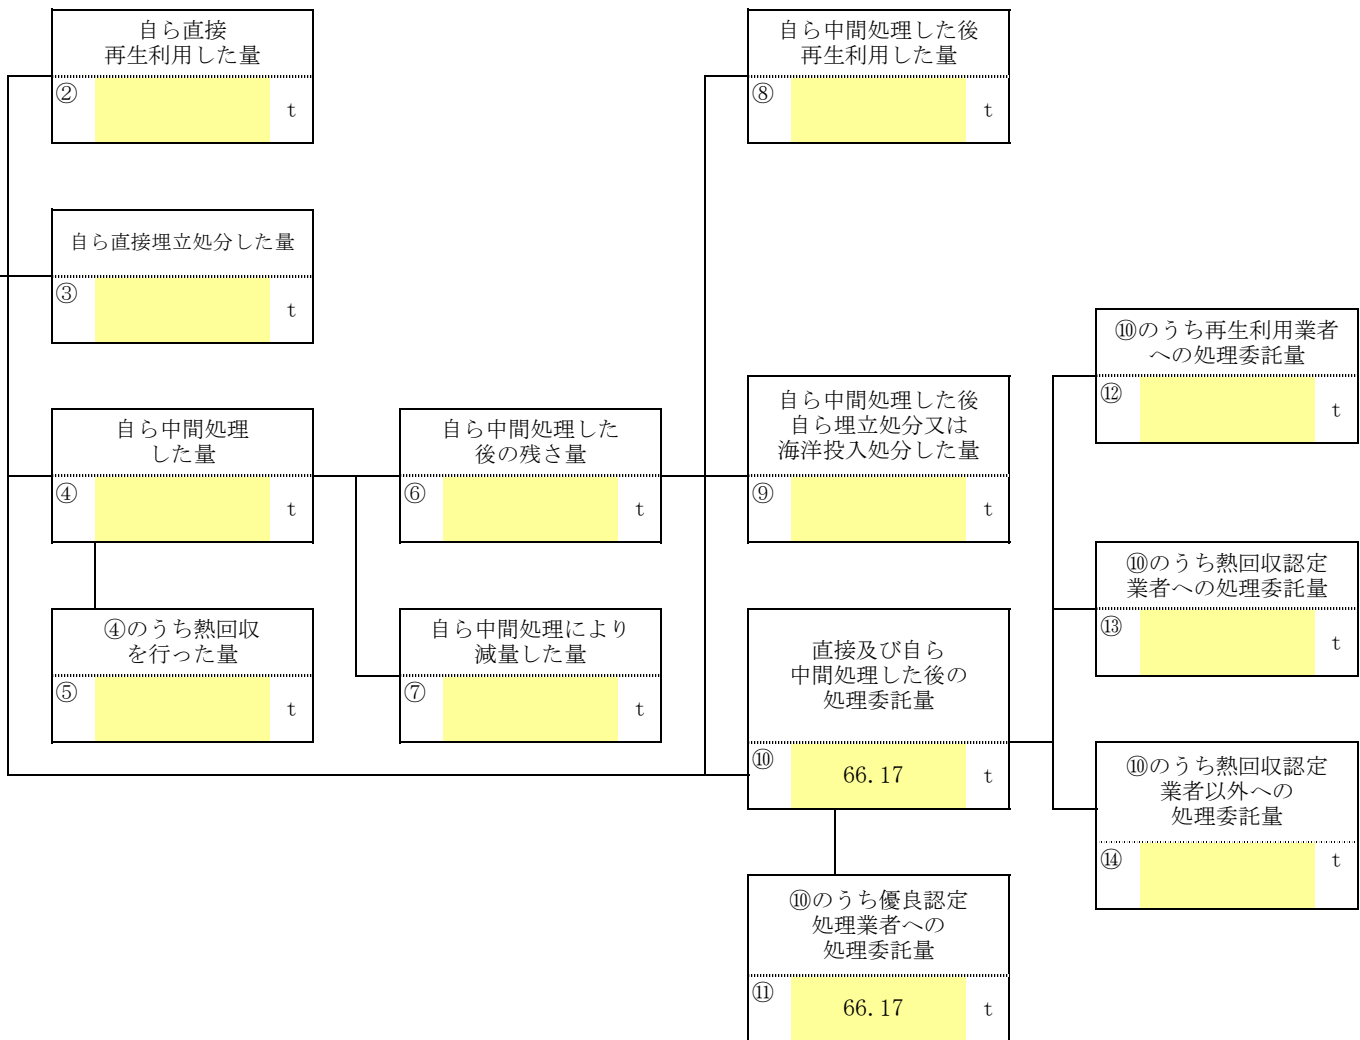 自ら直接
再生利用した量
②
t
自ら中間処理した後
再生利用した量
⑧
t
自ら直接埋立処分した量
③
t
⑩のうち再生利用業者
への処理委託量
⑫
t
自ら中間処理
した量
④
t
自ら中間処理した
後の残さ量
⑥
t
自ら中間処理した後
自ら埋立処分又は
海洋投入処分した量
⑨
t
⑩のうち熱回収認定
業者への処理委託量
⑬
t
④のうち熱回収
を行った量
⑤
t
自ら中間処理により
減量した量
⑦
t
直接及び自ら
中間処理した後の
処理委託量
⑩
66.17
t
⑩のうち熱回収認定
業者以外への
処理委託量
⑭
t
⑩のうち優良認定
処理業者への
処理委託量
⑪
66.17
t